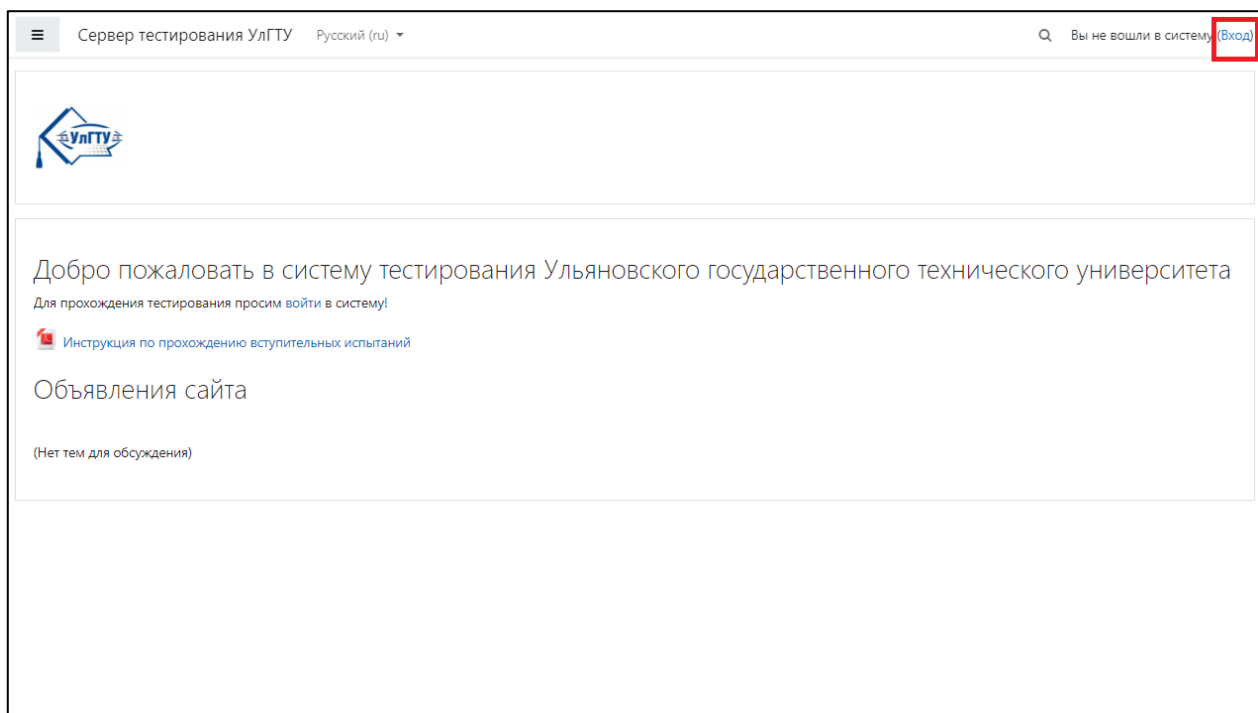 Сервер тестирования УлГТУ Русский (ru) Вы не вошли в систему (Вход)
УлГТУ
Добро пожаловать в систему тестирования Ульяновского государственного технического университета
Для прохождения тестирования просим войти в систему!
Инструкция по прохождению вступительных испытаний
Объявления сайта
(Нет тем для обсуждения)